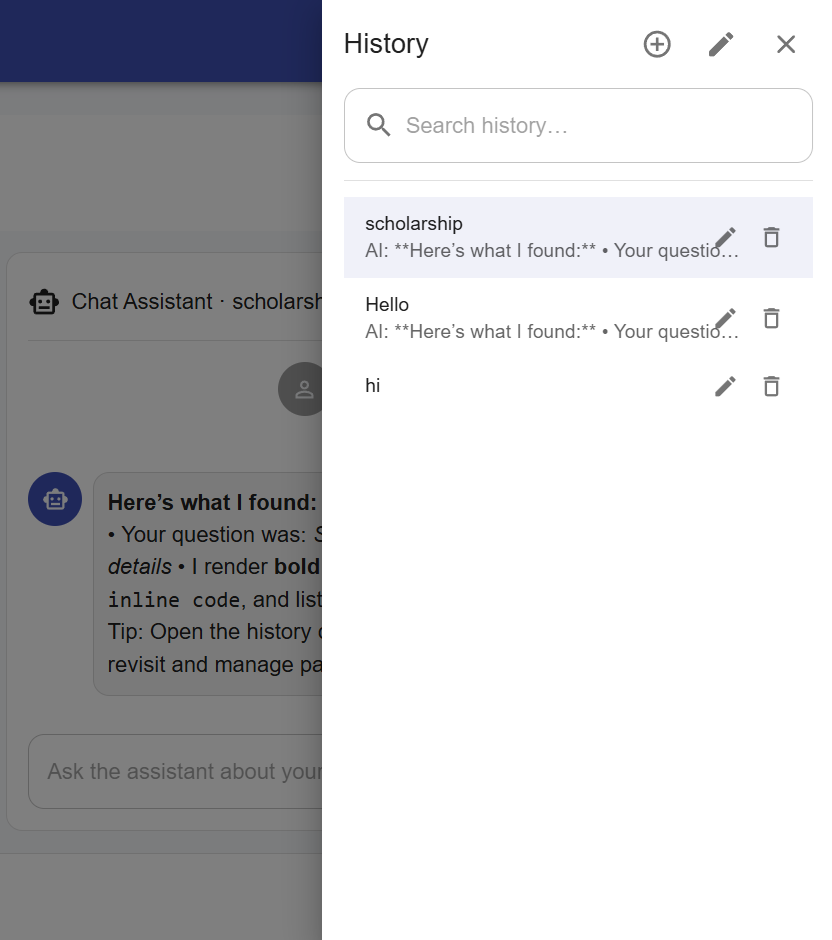 History
Search history…
scholarship
AI: **Here’s what I found:** • Your questio…
Hello
AI: **Here’s what I found:** • Your questio…
hi
Chat Assistant · scholarsh
Here’s what I found:
• Your question was:
details • I render bold
inline code, and list
Tip: Open the history
revisit and manage pa
Ask the assistant about your